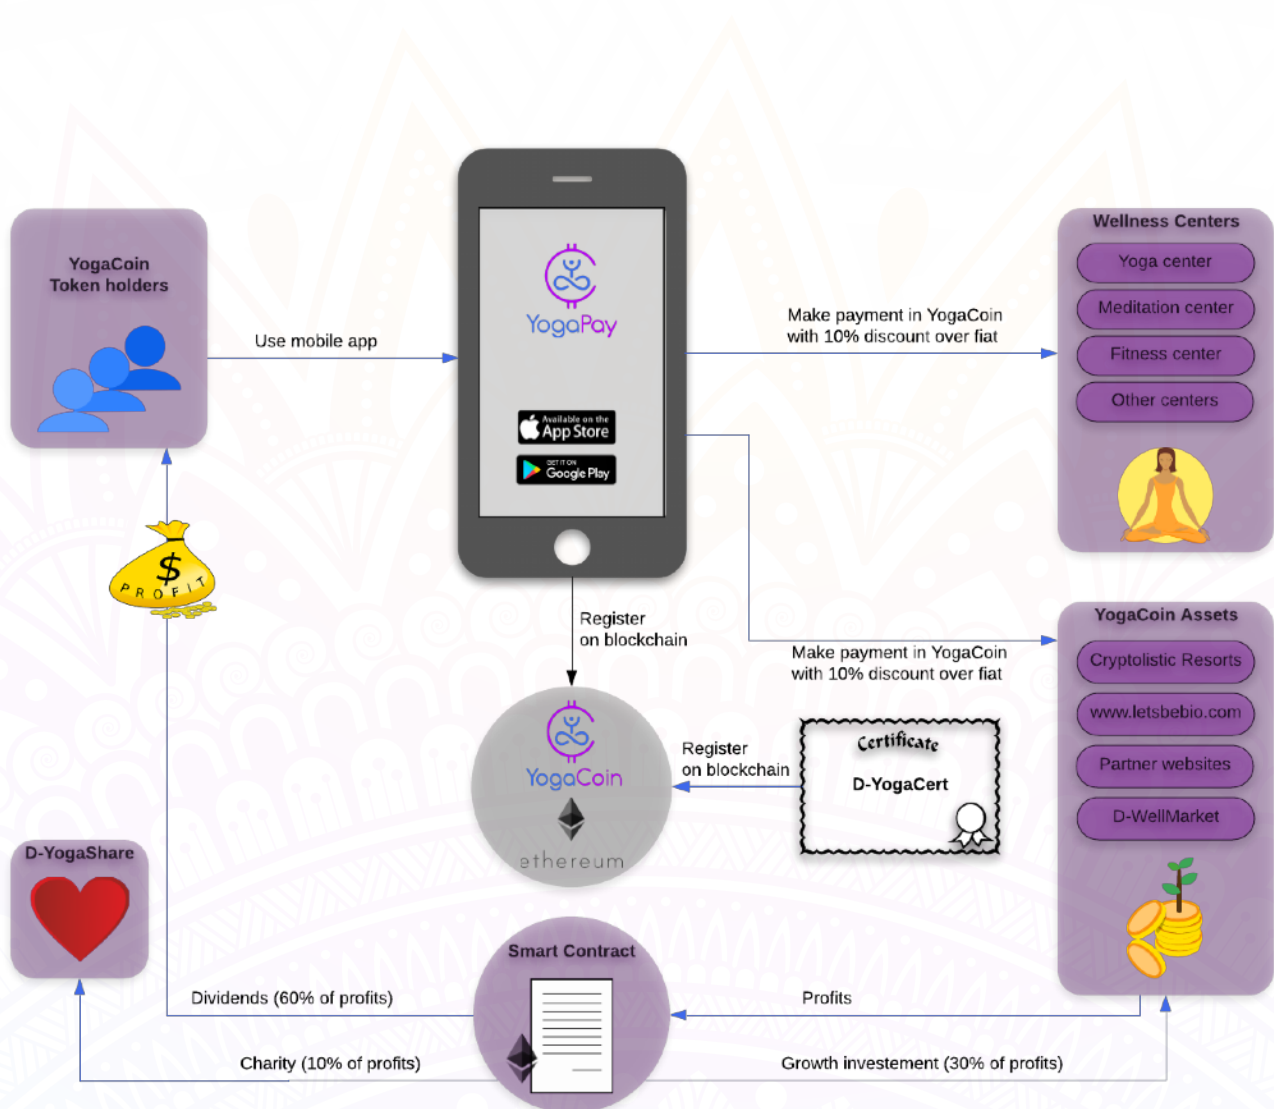 YogaCoin
Token holders
Use mobile app
YogaPay
Available on the
App Store
GET IT ON
Google Play
Make payment in YogaCoin
with 10% discount over fiat
Wellness Centers
Yoga center
Meditation center
Fitness center
Other centers
$
PROFIT
Register
on blockchain
Make payment in YogaCoin
with 10% discount over fiat
YogaCoin Assets
Cryptolistic Resorts
www.letsbebio.com
Partner websites
D-WellMarket
YogaCoin
ethereum
Register
on blockchain
Certificate
D-YogaCert
D-YogaShare
Smart Contract
Dividends (60% of profits)
Profits
Charity (10% of profits)
Growth investement (30% of profits)